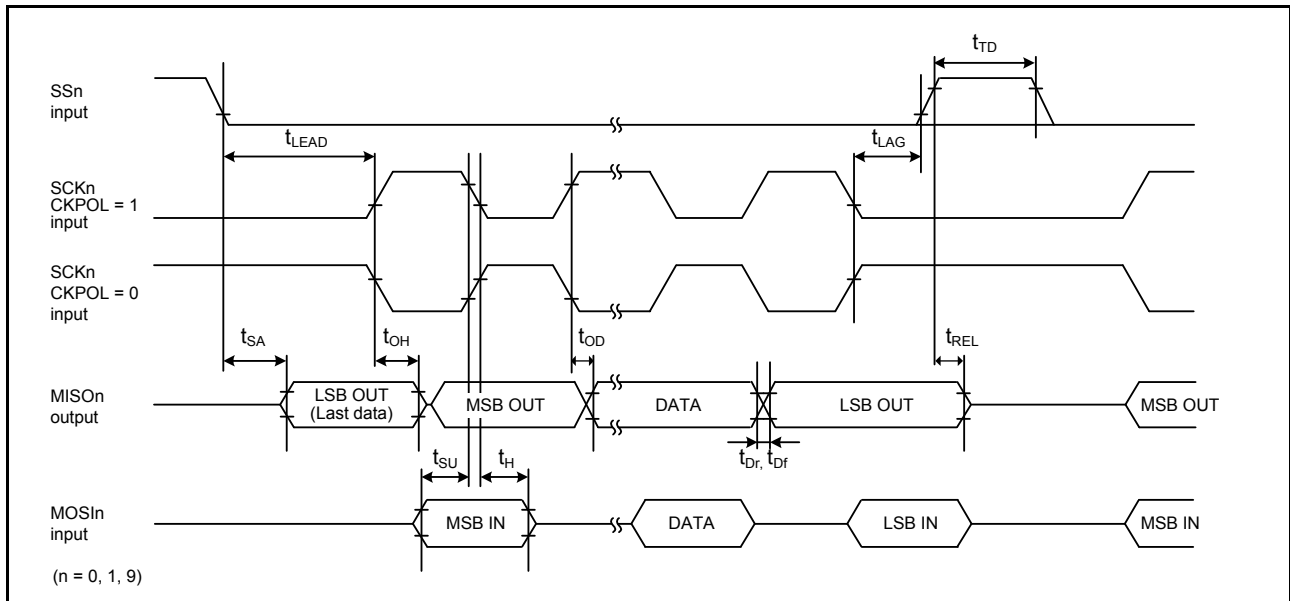 tTD
SSn
input
tLEAD
tLAG
SCKn
CKPOL = 1
input
SCKn
CKPOL = 0
input
tSA
tOH
tOD
tREL
MISOn
output
LSB OUT
(Last data)
MSB OUT
DATA
LSB OUT
MSB OUT
tSU
tH
tDr, tDf
MOSIn
input
MSB IN
DATA
LSB IN
MSB IN
(n = 0, 1, 9)